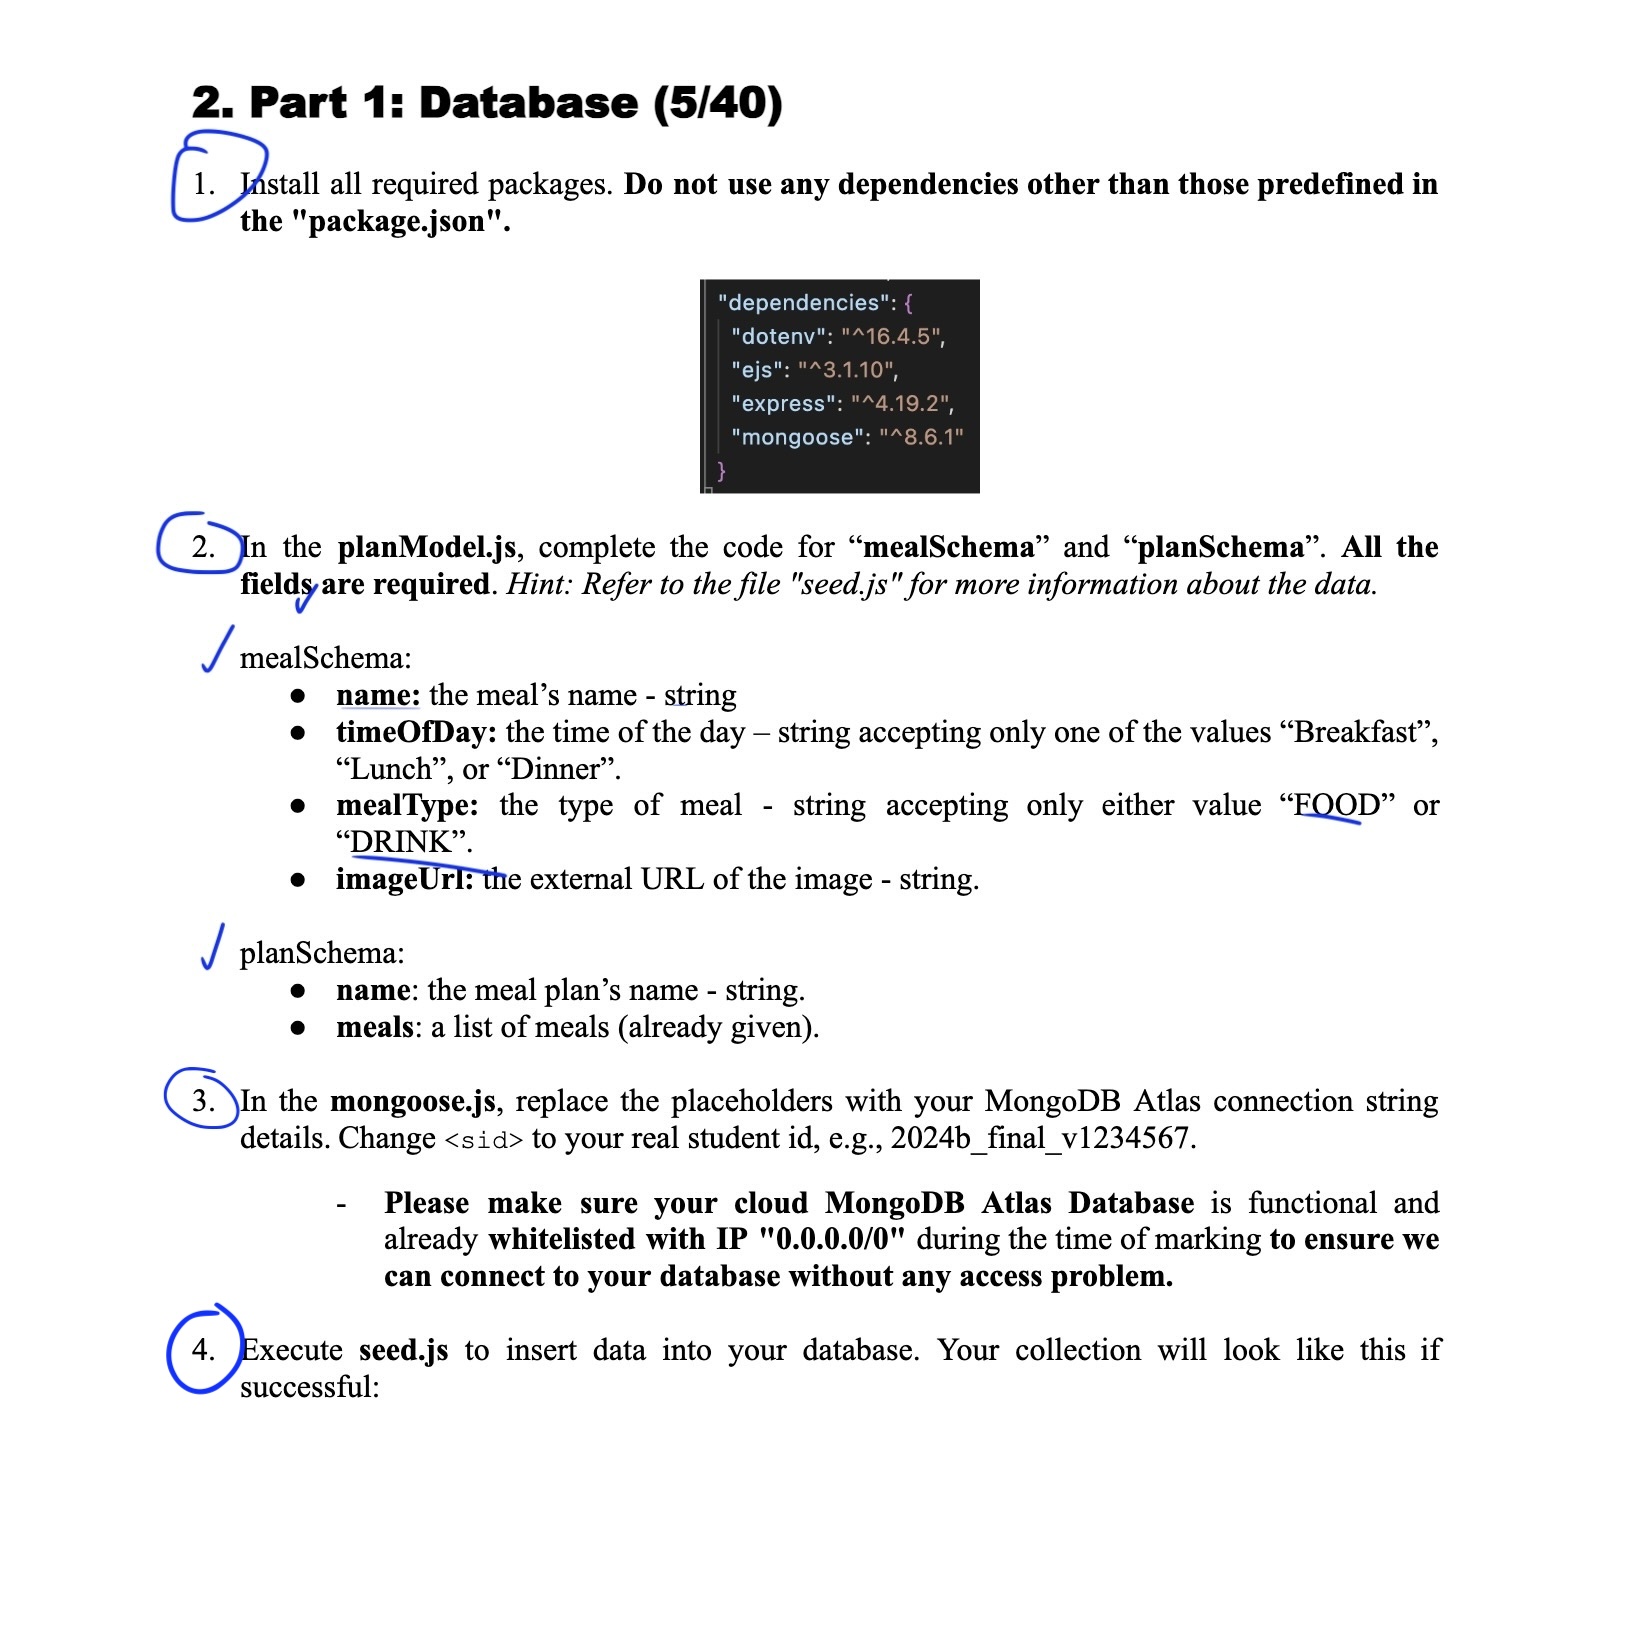 2. Part 1: Database (5/40)
1. Install all required packages. Do not use any dependencies other than those predefined in
the "package.json".
"dependencies": {
"dotenv": "^16.4.5",
"ejs": "^3.1.10",
"express": "^4.19.2",
"mongoose": "^8.6.1"
}
2. In the planModel.js, complete the code for “mealSchema” and “planSchema”. All the
fields are required. Hint: Refer to the file "seed.js" for more information about the data.
mealSchema:
● name: the meal’s name - string
● timeOfDay: the time of the day – string accepting only one of the values “Breakfast”,
“Lunch”, or “Dinner”.
● mealType: the type of meal - string accepting only either value “FOOD” or
“DRINK”.
● imageUrl: the external URL of the image - string.
planSchema:
● name: the meal plan’s name - string.
● meals: a list of meals (already given).
3. In the mongoose.js, replace the placeholders with your MongoDB Atlas connection string
details. Change <sid> to your real student id, e.g., 2024b_final_v1234567.
- Please make sure your cloud MongoDB Atlas Database is functional and
already whitelisted with IP "0.0.0.0/0" during the time of marking to ensure we
can connect to your database without any access problem.
4. Execute seed.js to insert data into your database. Your collection will look like this if
successful: